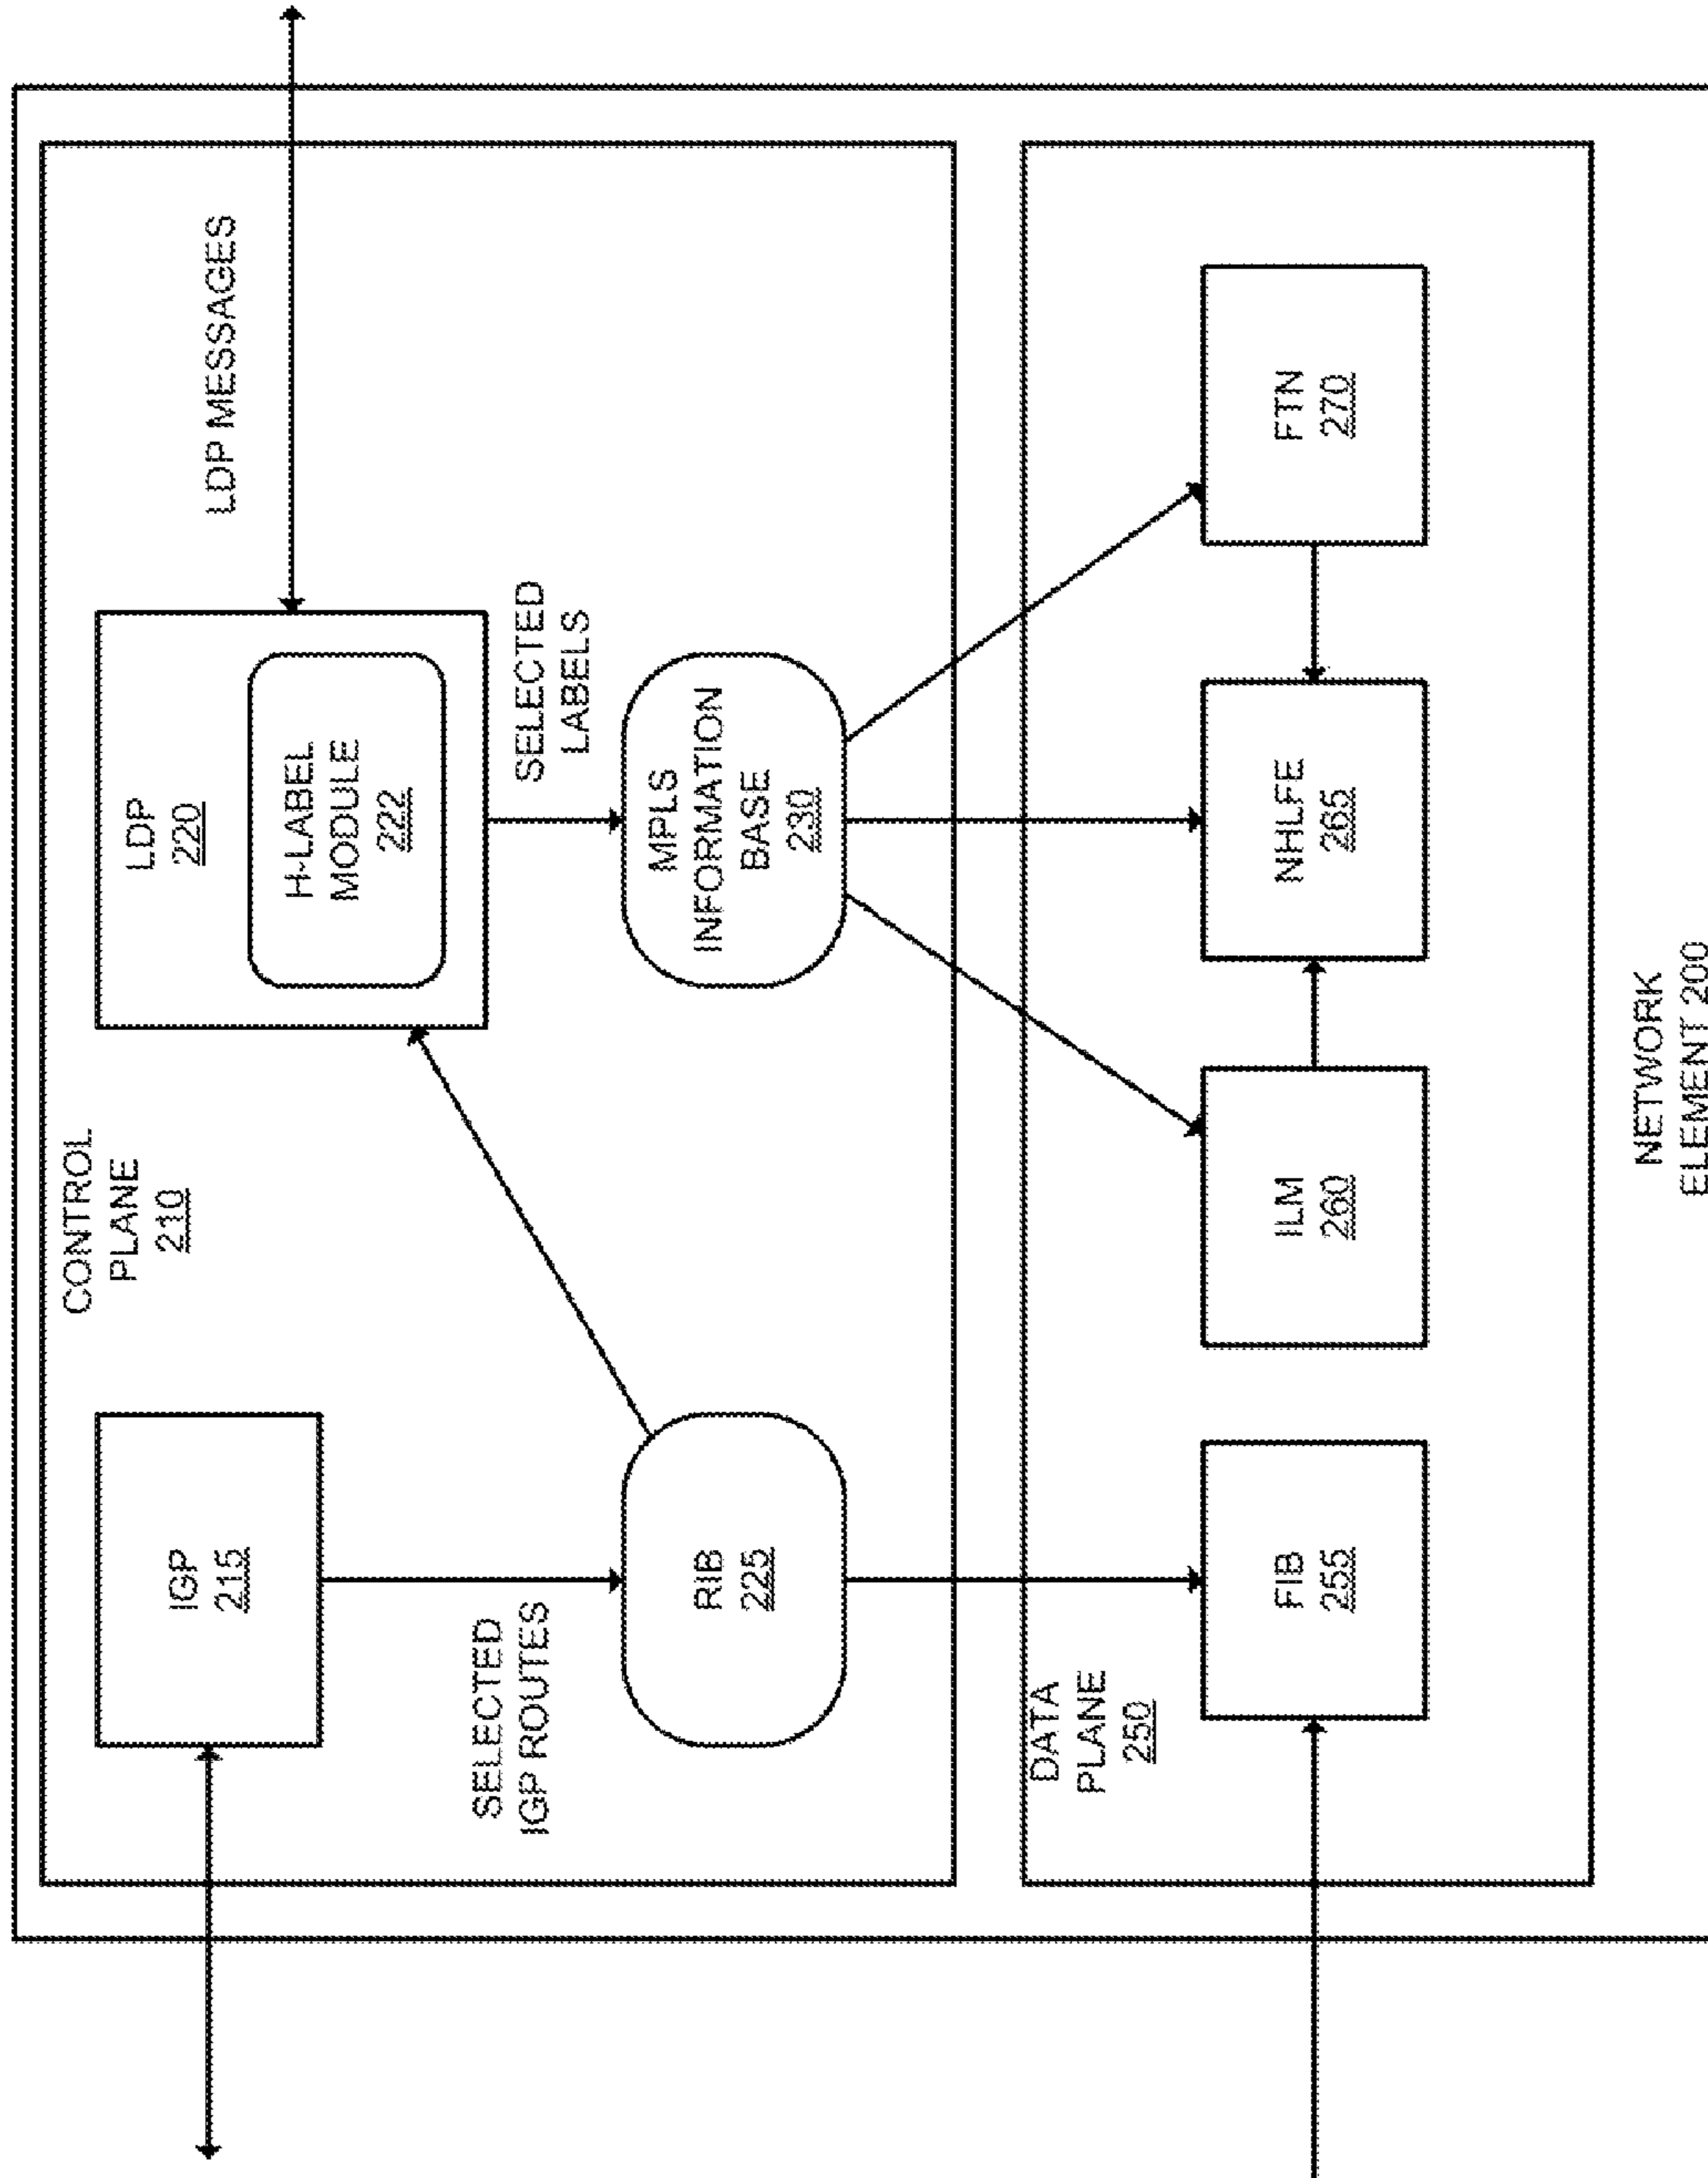 CONTROL
PLANE
210
IGP
215
LDP
220
H-LABEL
MODULE
222
LDP MESSAGES
SELECTED
IGP ROUTES
SELECTED
LABELS
RIB
225
MPLS
INFORMATION
BASE
230
DATA
PLANE
250
FIB
255
ILM
260
NHLFE
265
FTN
270
NETWORK
ELEMENT 200